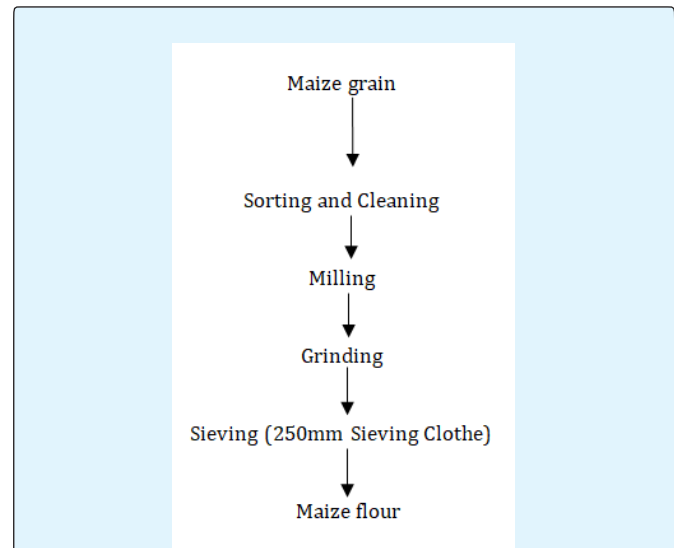 Maize grain
Sorting and Cleaning
Milling
Grinding
Sieving (250mm Sieving Clothe)
Maize flour